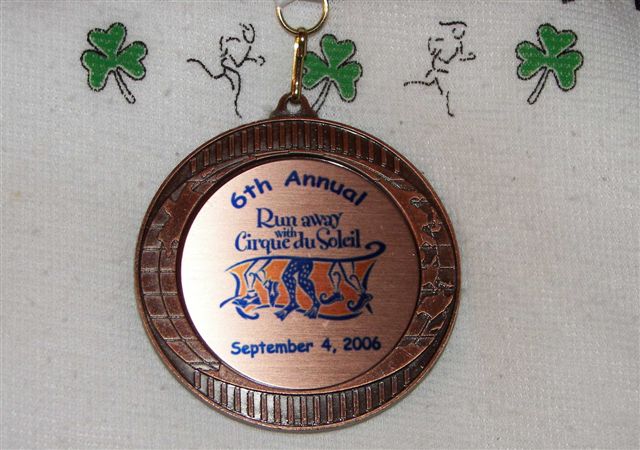 6th Annual
Run away
with
Cirque du Soleil
September 4, 2006